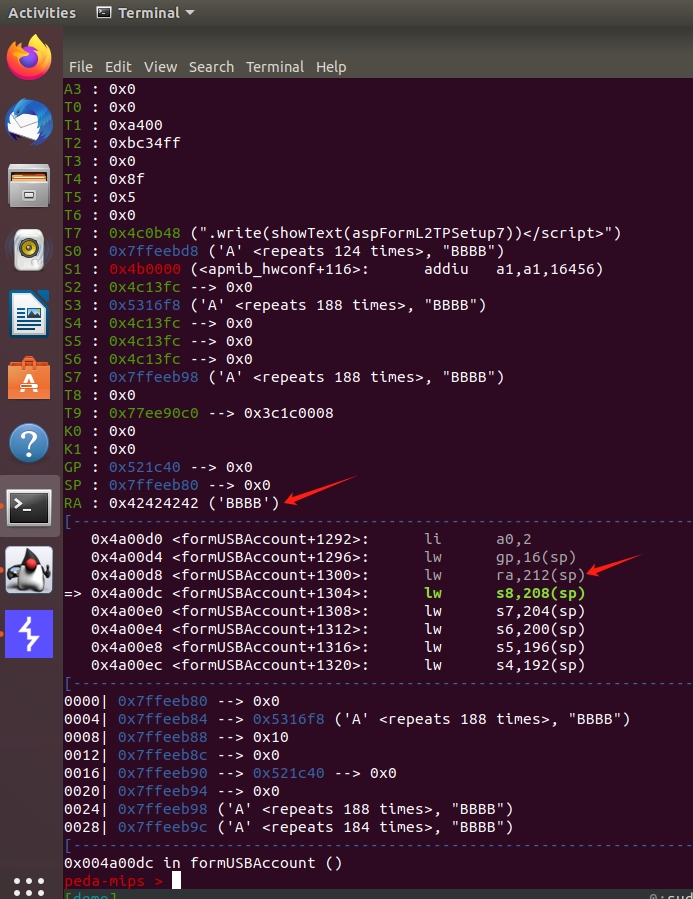 Activities Terminal
File Edit View Search Terminal Help
A3 : 0x0
T0 : 0x0
T1 : 0xa400
T2 : 0xbc34ff
T3 : 0x0
T4 : 0x8f
T5 : 0x5
T6 : 0x0
T7 : 0x4c0b48 (".write(showText(aspFormL2TPSetup7))</script>")
S0 : 0x7ffeebd8 ('A' <repeats 124 times>, "BBBB")
S1 : 0x4b0000 (<apmib_hwconf+116>: addiu a1,a1,16456)
S2 : 0x4c13fc --> 0x0
S3 : 0x5316f8 ('A' <repeats 188 times>, "BBBB")
S4 : 0x4c13fc --> 0x0
S5 : 0x4c13fc --> 0x0
S6 : 0x4c13fc --> 0x0
S7 : 0x7ffeeb98 ('A' <repeats 188 times>, "BBBB")
T8 : 0x0
T9 : 0x77ee90c0 --> 0x3c1c0008
K0 : 0x0
K1 : 0x0
GP : 0x521c40 --> 0x0
SP : 0x7ffeeb80 --> 0x0
RA : 0x42424242 ('BBBB')
[------------------------------------------------------------------
0x4a00d0 <formUSBAccount+1292>: li a0,2
0x4a00d4 <formUSBAccount+1296>: lw gp,16(sp)
0x4a00d8 <formUSBAccount+1300>: lw ra,212(sp)
=> 0x4a00dc <formUSBAccount+1304>: lw s8,208(sp)
0x4a00e0 <formUSBAccount+1308>: lw s7,204(sp)
0x4a00e4 <formUSBAccount+1312>: lw s6,200(sp)
0x4a00e8 <formUSBAccount+1316>: lw s5,196(sp)
0x4a00ec <formUSBAccount+1320>: lw s4,192(sp)
[------------------------------------------------------------------
0000| 0x7ffeeb80 --> 0x0
0004| 0x7ffeeb84 --> 0x5316f8 ('A' <repeats 188 times>, "BBBB")
0008| 0x7ffeeb88 --> 0x10
0012| 0x7ffeeb8c --> 0x0
0016| 0x7ffeeb90 --> 0x521c40 --> 0x0
0020| 0x7ffeeb94 --> 0x0
0024| 0x7ffeeb98 ('A' <repeats 188 times>, "BBBB")
0028| 0x7ffeeb9c ('A' <repeats 184 times>, "BBBB")
[------------------------------------------------------------------
0x004a00dc in formUSBAccount ()
peda-mips >